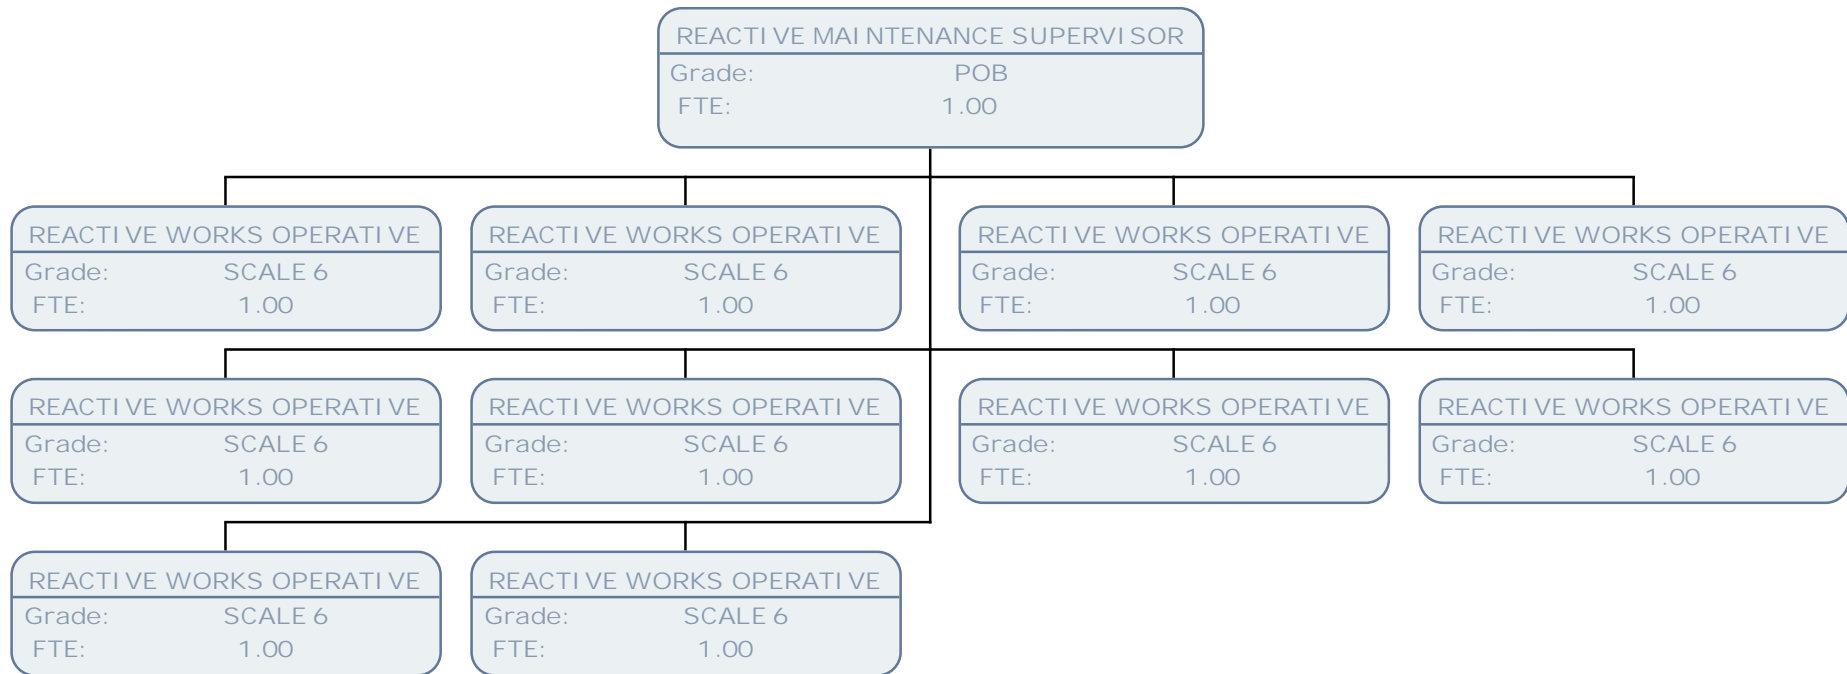 REACTIVE MAINTENANCE SUPERVISOR
Grade: POB
FTE: 1.00
REACTIVE WORKS OPERATIVE
Grade: SCALE 6
FTE: 1.00
REACTIVE WORKS OPERATIVE
Grade: SCALE 6
FTE: 1.00
REACTIVE WORKS OPERATIVE
Grade: SCALE 6
FTE: 1.00
REACTIVE WORKS OPERATIVE
Grade: SCALE 6
FTE: 1.00
REACTIVE WORKS OPERATIVE
Grade: SCALE 6
FTE: 1.00
REACTIVE WORKS OPERATIVE
Grade: SCALE 6
FTE: 1.00
REACTIVE WORKS OPERATIVE
Grade: SCALE 6
FTE: 1.00
REACTIVE WORKS OPERATIVE
Grade: SCALE 6
FTE: 1.00
REACTIVE WORKS OPERATIVE
Grade: SCALE 6
FTE: 1.00
REACTIVE WORKS OPERATIVE
Grade: SCALE 6
FTE: 1.00